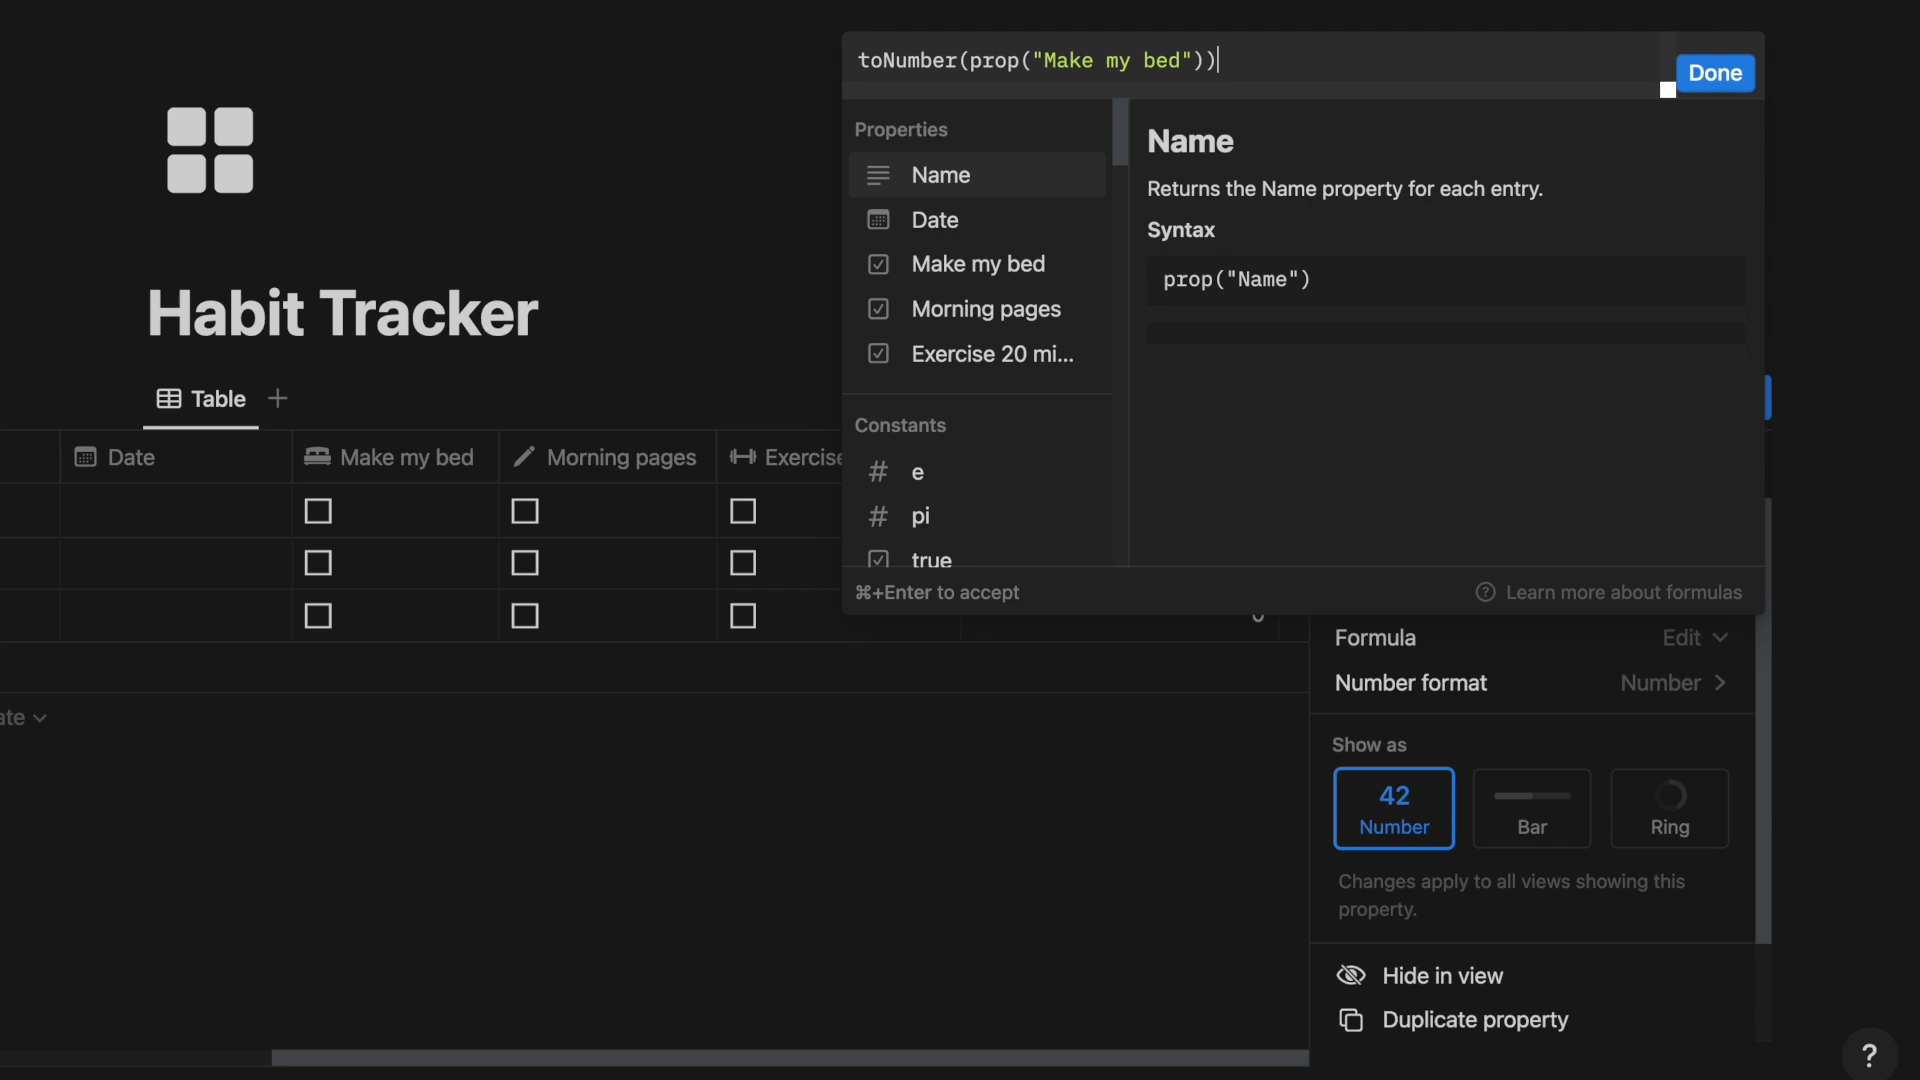 toNumber(prop("Make my bed"))
Done
Properties
Name
Date
Make my bed
Morning pages
Exercise 20 mi...
Constants
# e
# pi
true
Name
Returns the Name property for each entry.
Syntax
prop("Name")
⌘+Enter to accept
Learn more about formulas
Habit Tracker
Table +
Date
Make my bed
Morning pages
Exercise
Formula
Edit
Number format
Number
Show as
42
Number
Bar
Ring
Changes apply to all views showing this
property.
Hide in view
Duplicate property
?